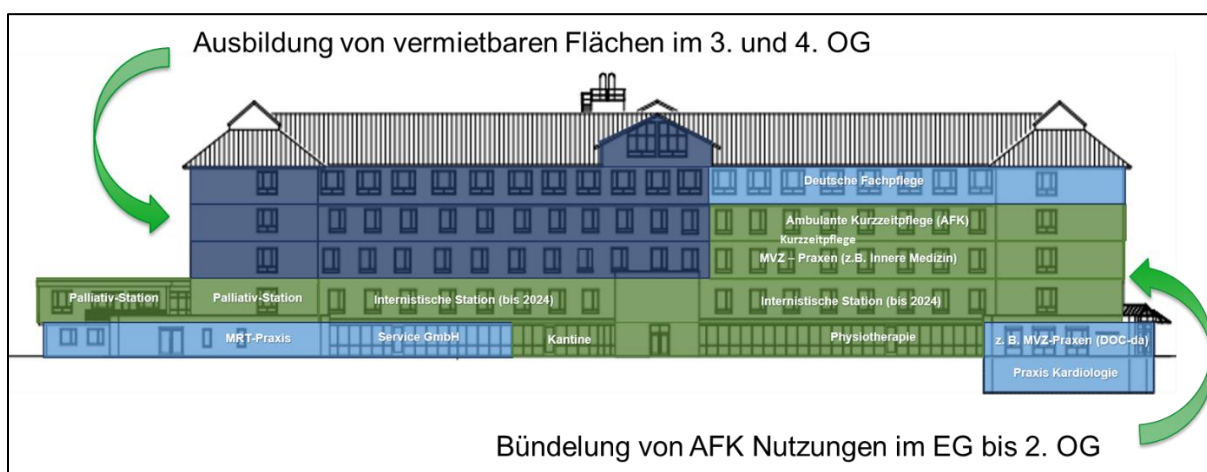 Ausbildung von vermietbaren Flächen im 3. und 4. OG
Deutsche Fachpflege
Ambulante Kurzzeitpflege (AFK)
Kurzzeitpflege
MVZ – Praxen (z.B. Innere Medizin)
Palliativ-Station
Palliativ-Station
Internistische Station (bis 2024)
Internistische Station (bis 2024)
MRT-Praxis
Service GmbH
Kantine
Physiotherapie
z. B. MVZ-Praxen (DOC-da)
Praxis Kardiologie
Bündelung von AFK Nutzungen im EG bis 2. OG